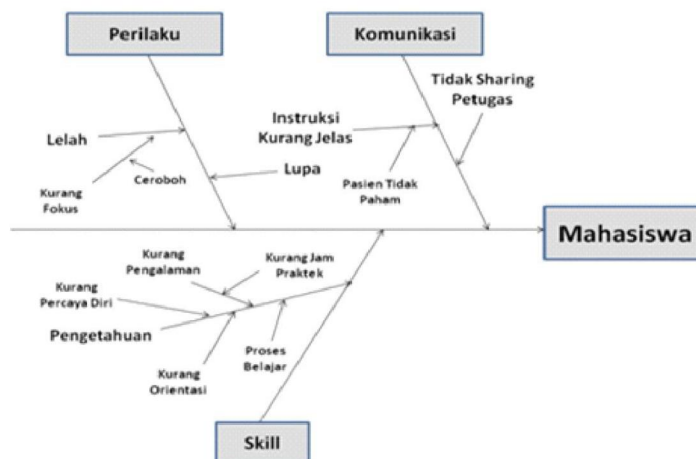 Perilaku
Komunikasi
Tidak Sharing
Petugas
Instruksi
Kurang Jelas
Lelah
Lupa
Ceroboh
Kurang
Fokus
Pasien Tidak
Paham
Mahasiswa
Kurang
Pengalaman
Kurang Jam
Praktek
Kurang
Percaya Diri
Pengetahuan
Proses
Belajar
Kurang
Orientasi
Skill